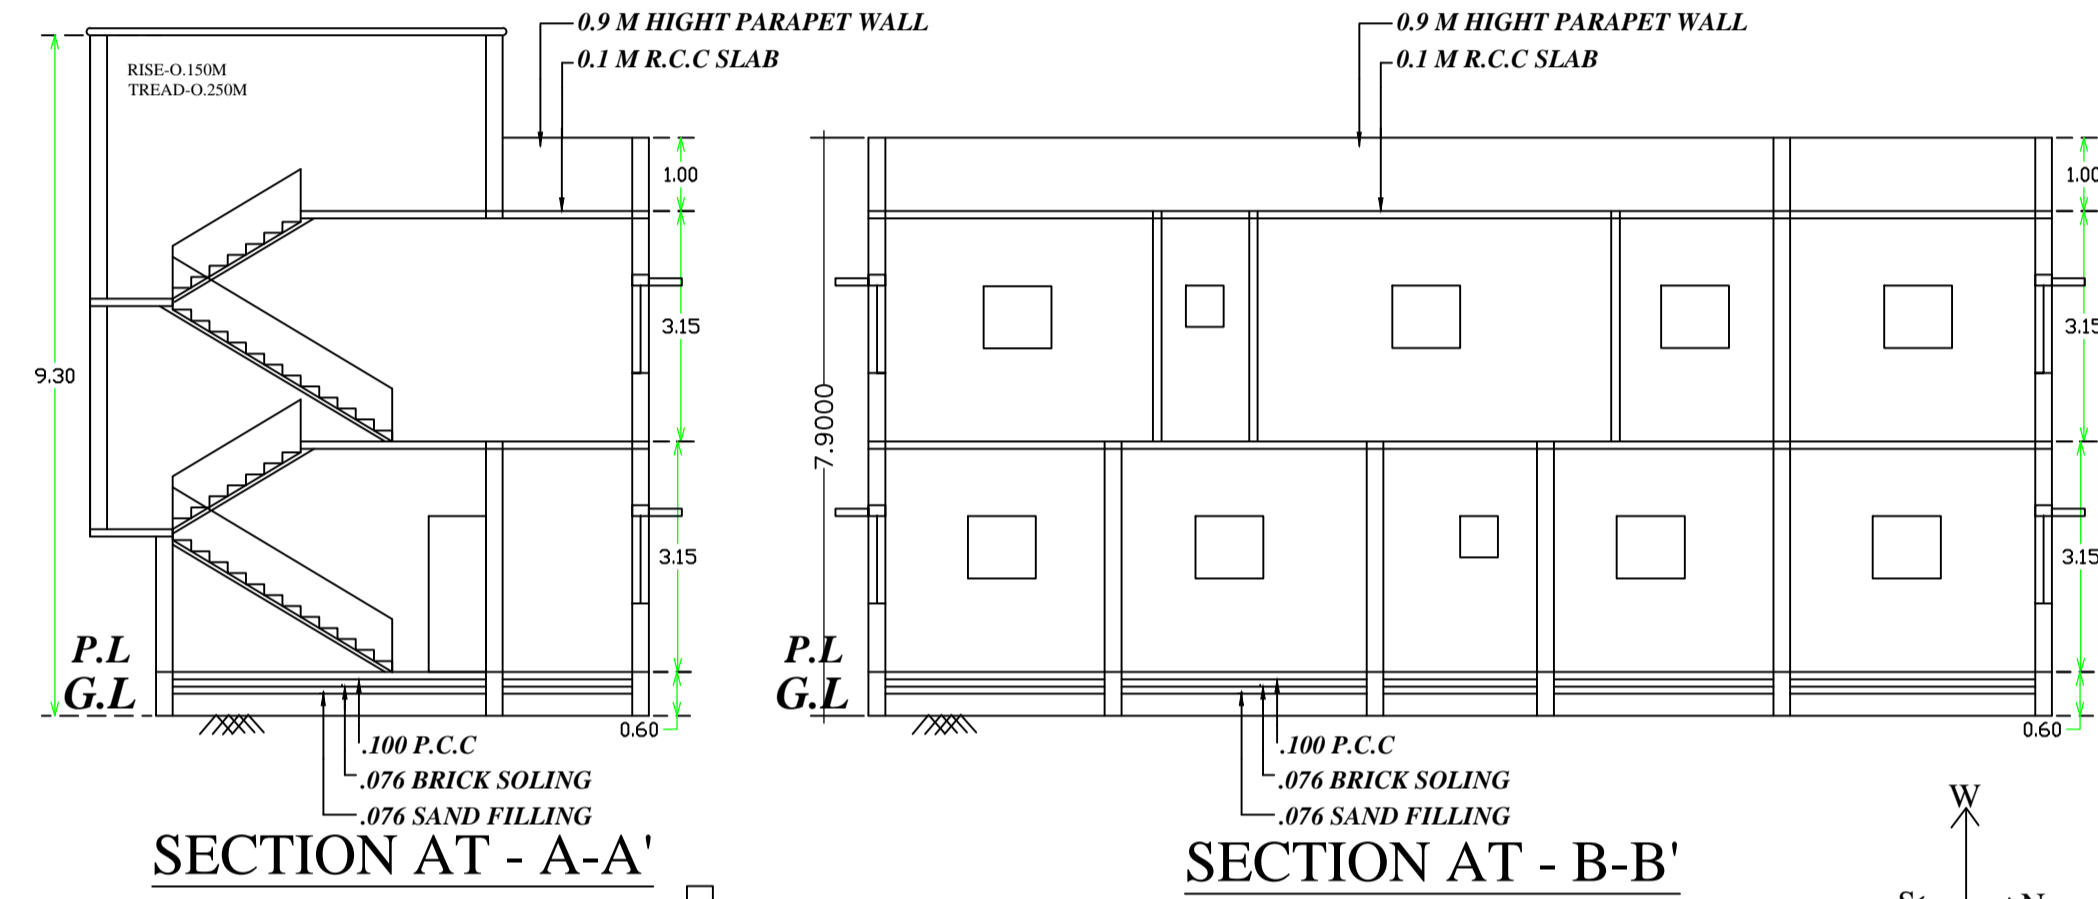 0.9 M HIGHT PARAPET WALL
0.1 M R.C.C SLAB
RISE-O.150M
TREAD-O.250M
1.00
3.15
9.30
3.15
P.L
G.L
0.60
.100 P.C.C
.076 BRICK SOLING
.076 SAND FILLING
SECTION AT - A-A'
0.9 M HIGHT PARAPET WALL
0.1 M R.C.C SLAB
1.00
3.15
7.9000
3.15
P.L
G.L
0.60
.100 P.C.C
.076 BRICK SOLING
.076 SAND FILLING
SECTION AT - B-B'
W
S N